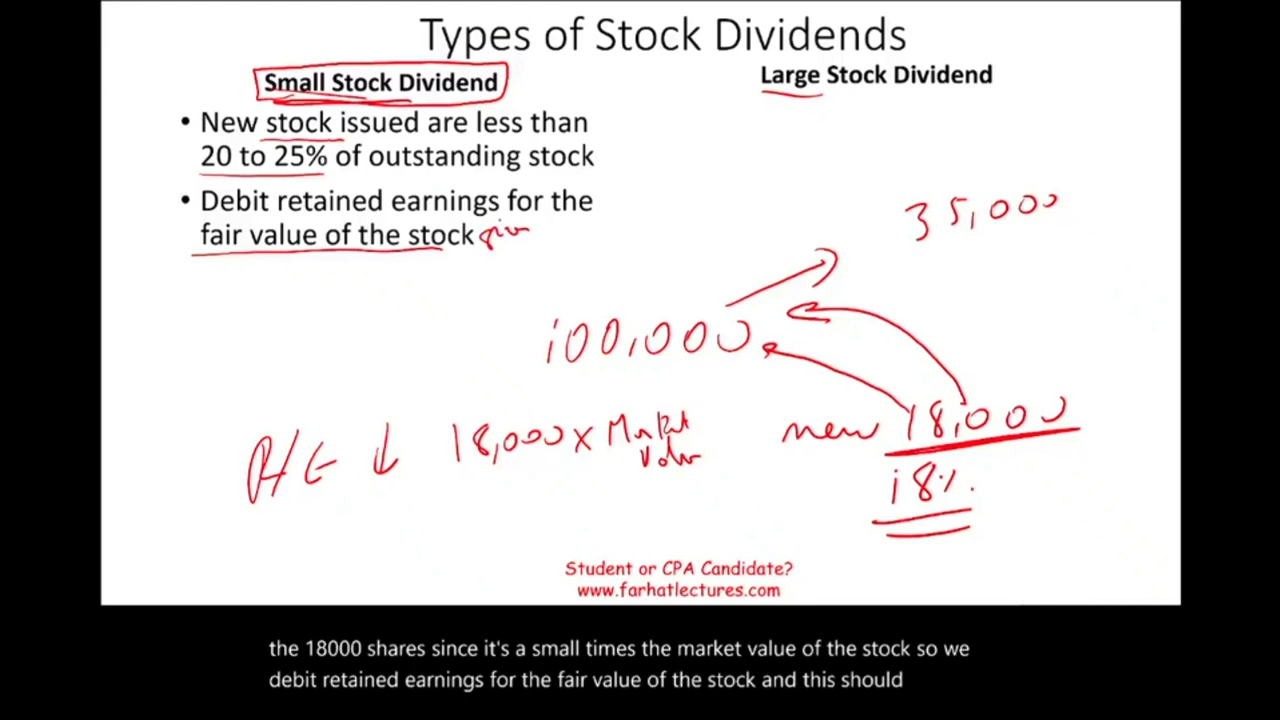 Types of Stock Dividends
Small Stock Dividend
Large Stock Dividend
• New stock issued are less than
20 to 25% of outstanding stock
• Debit retained earnings for the
fair value of the stock
35,000
100,000
R/E ↓ 18,000 x Market
Value
new 18,000
18%
Student or CPA Candidate?
www.farhatlectures.com
the 18000 shares since it's a small times the market value of the stock so we
debit retained earnings for the fair value of the stock and this should